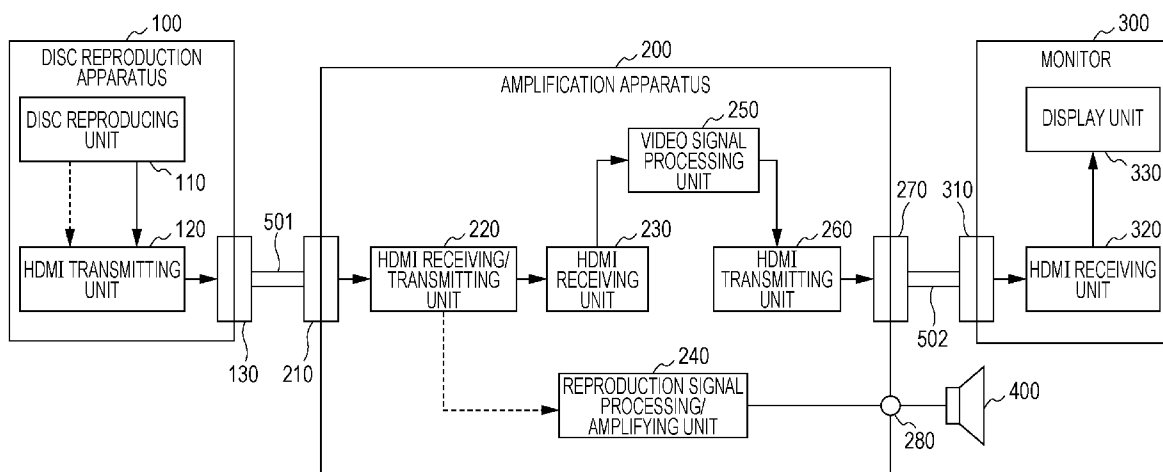 100
DISC REPRODUCTION
APPARATUS
DISC REPRODUCING
UNIT
110
120
HDMI TRANSMITTING
UNIT
130
501
200
AMPLIFICATION APPARATUS
210
220
HDMI RECEIVING/
TRANSMITTING
UNIT
230
HDMI
RECEIVING
UNIT
250
VIDEO SIGNAL
PROCESSING
UNIT
260
HDMI
TRANSMITTING
UNIT
240
REPRODUCTION SIGNAL
PROCESSING/
AMPLIFYING UNIT
270
280
502
400
300
MONITOR
DISPLAY UNIT
330
310
320
HDMI RECEIVING
UNIT